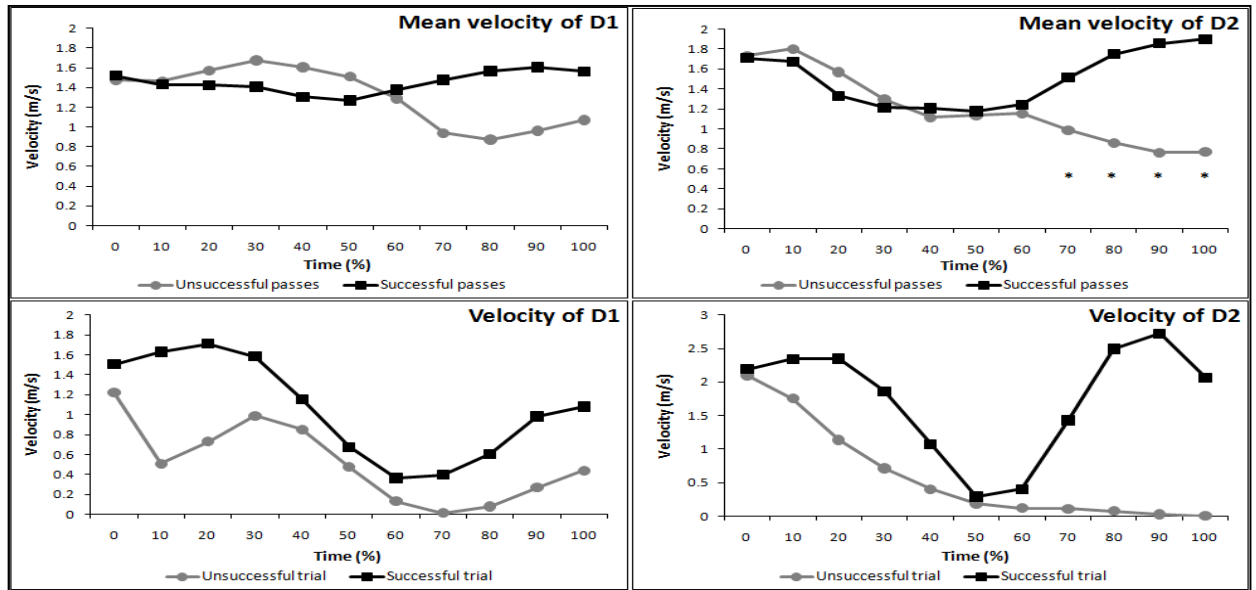 Mean velocity of D1
Velocity (m/s)
2
1.8
1.6
1.4
1.2
1
0.8
0.6
0.4
0.2
0
0 10 20 30 40 50 60 70 80 90 100
Time (%)
Unsuccessful passes Successful passes
Mean velocity of D2
Velocity (m/s)
2
1.8
1.6
1.4
1.2
1
0.8
0.6
0.4
0.2
0
* * * *
0 10 20 30 40 50 60 70 80 90 100
Time (%)
Unsuccessful passes Successful passes
Velocity of D1
Velocity (m/s)
2
1.8
1.6
1.4
1.2
1
0.8
0.6
0.4
0.2
0
0 10 20 30 40 50 60 70 80 90 100
Time (%)
Unsuccessful trial Successful trial
Velocity of D2
Velocity (m/s)
3
2.5
2
1.5
1
0.5
0
0 10 20 30 40 50 60 70 80 90 100
Time (%)
Unsuccessful trial Successful trial